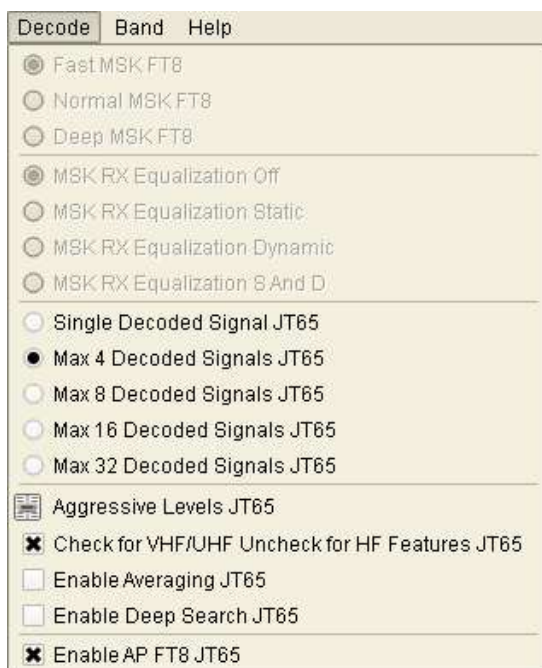 Decode Band Help
Fast MSK FT8
Normal MSK FT8
Deep MSK FT8
MSK RX Equalization Off
MSK RX Equalization Static
MSK RX Equalization Dynamic
MSK RX Equalization S And D
Single Decoded Signal JT65
Max 4 Decoded Signals JT65
Max 8 Decoded Signals JT65
Max 16 Decoded Signals JT65
Max 32 Decoded Signals JT65
Aggressive Levels JT65
Check for VHF/UHF Uncheck for HF Features JT65
Enable Averaging JT65
Enable Deep Search JT65
Enable AP FT8 JT65